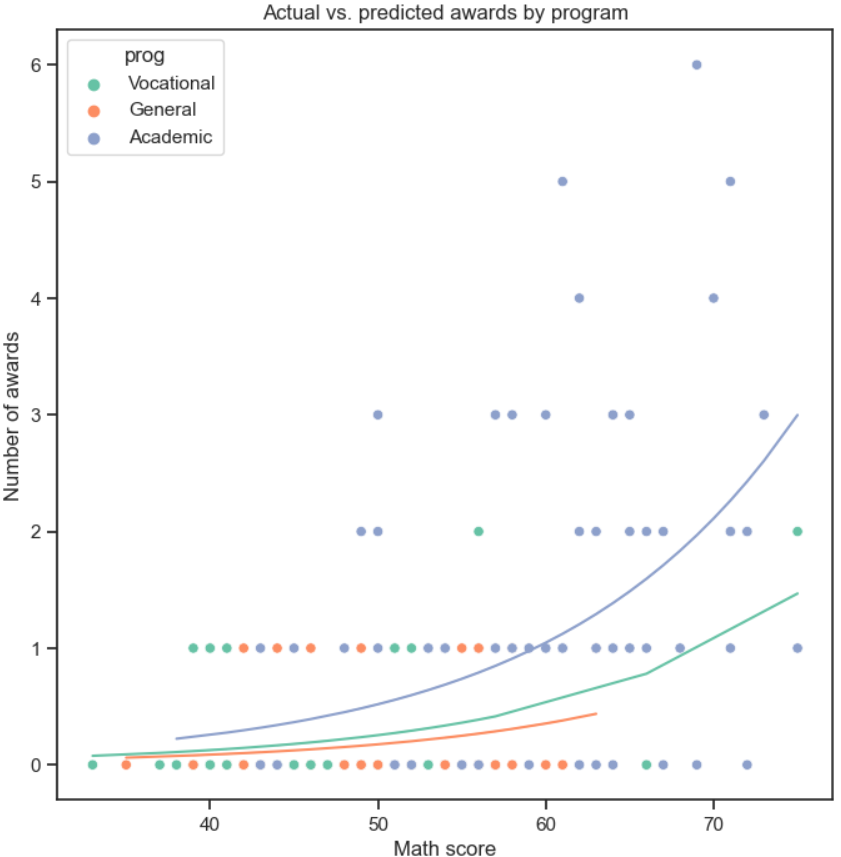 Actual vs. predicted awards by program
prog
Vocational
General
Academic
6
5
4
3
2
1
0
Number of awards
40 50 60 70
Math score